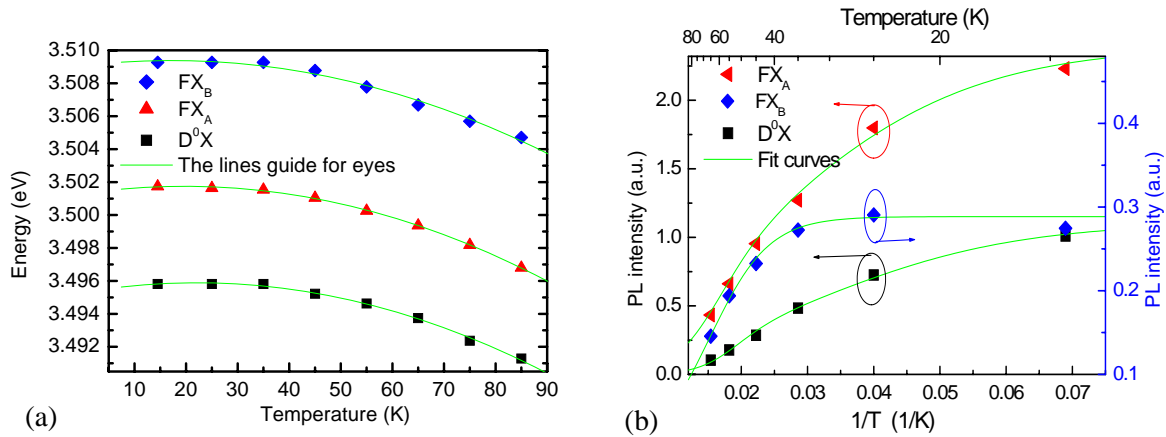 3.510
3.508
3.506
3.504
3.502
3.500
3.498
3.496
3.494
3.492
Energy (eV)
FX_B
FX_A
D⁰X
The lines guide for eyes
10 20 30 40 50 60 70 80 90
Temperature (K)
(a)
Temperature (K)
80 60 40 20
2.0
1.5
1.0
0.5
0.0
PL intensity (a.u.)
FX_A
FX_B
D⁰X
Fit curves
0.4
0.3
0.2
0.1
PL intensity (a.u.)
0.02 0.03 0.04 0.05 0.06 0.07
1/T (1/K)
(b)